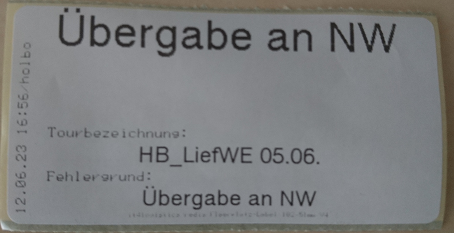 Übergabe an NW
12.06.23 16:56/holbo
Tourbezeichnung:
HB_LiefWE 05.06.
Fehlergrund:
Übergabe an NW